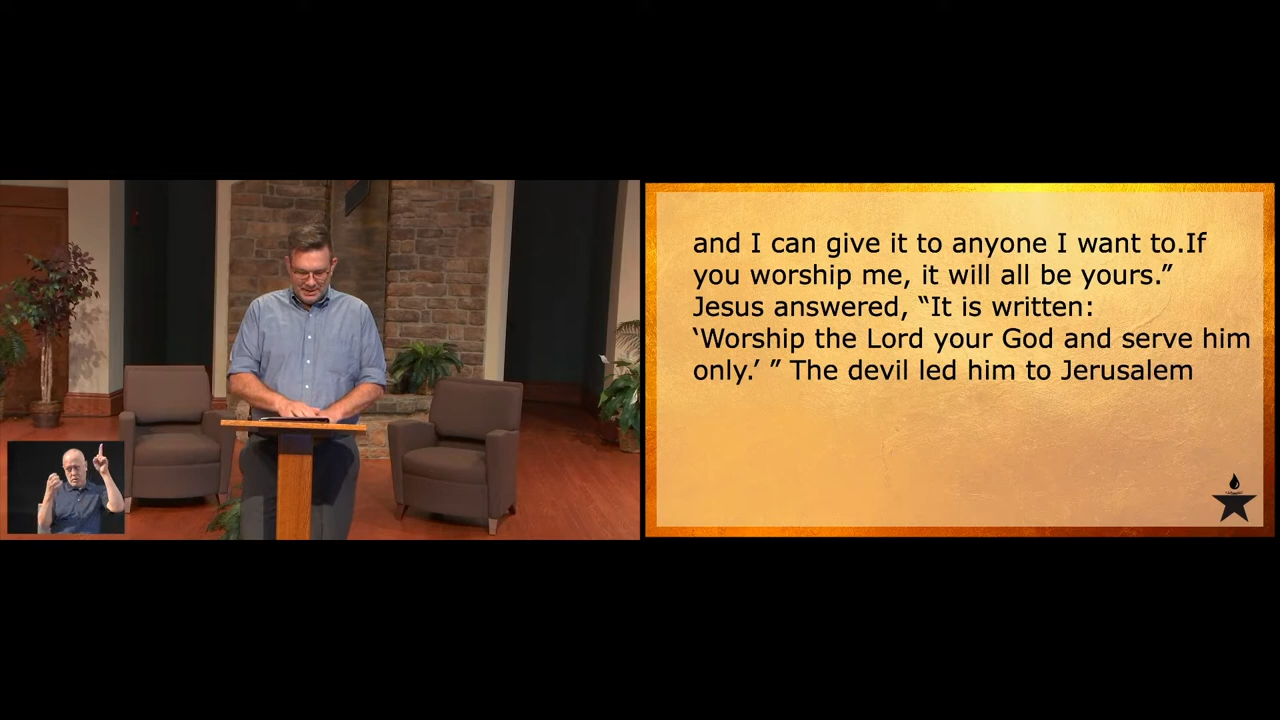 and I can give it to anyone I want to.If
you worship me, it will all be yours.”
Jesus answered, “It is written:
‘Worship the Lord your God and serve him
only.’ ” The devil led him to Jerusalem